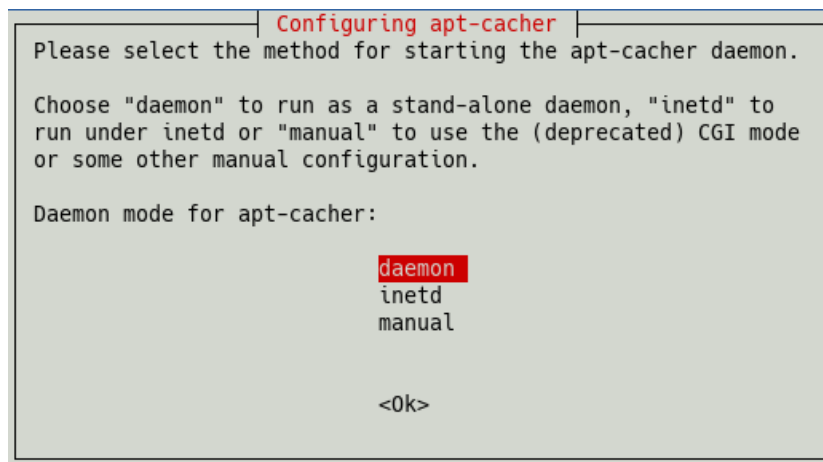 Configuring apt-cacher
Please select the method for starting the apt-cacher daemon.
Choose "daemon" to run as a stand-alone daemon, "inetd" to
run under inetd or "manual" to use the (deprecated) CGI mode
or some other manual configuration.
Daemon mode for apt-cacher:
daemon
inetd
manual
<Ok>